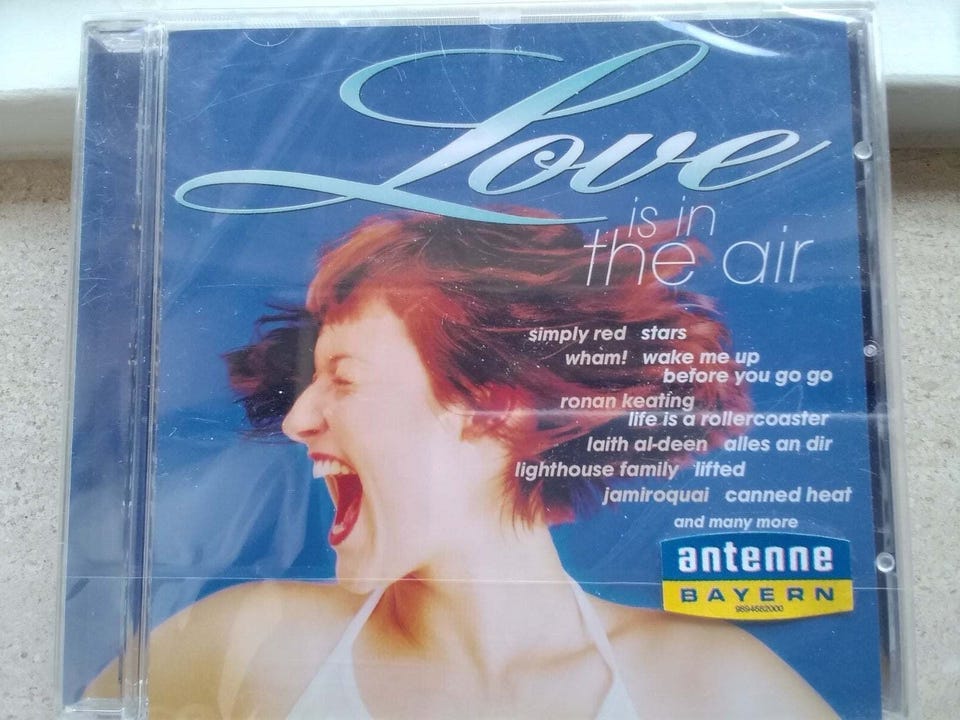 Love
is in
the air
simply red stars
wham! wake me up
before you go go
ronan keating
life is a rollercoaster
laith al-deen alles an dir
lighthouse family lifted
jamiroquai canned heat
and many more
antenne
BAYERN
9894682000